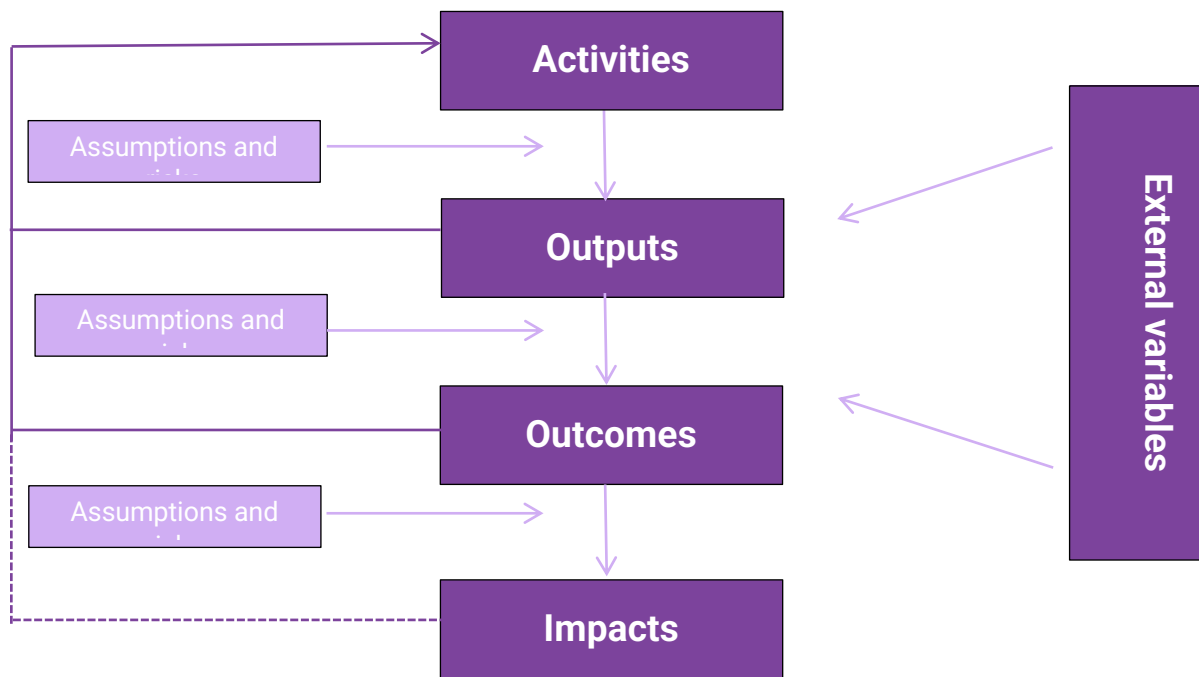 Activities
Assumptions and
Outputs
Assumptions and
Outcomes
Assumptions and
Impacts
External variables